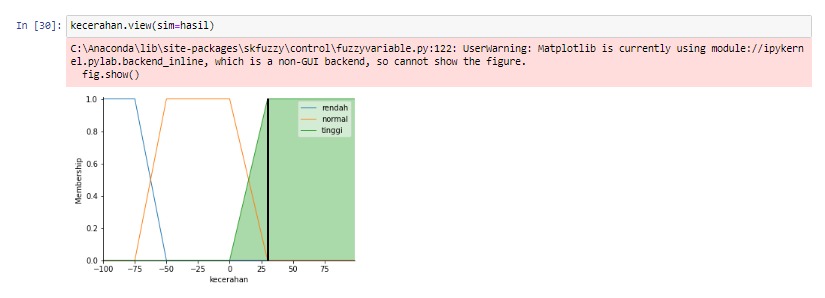 In [30]: kecerahan.view(sim=hasil)
C:\Anaconda\lib\site-packages\skfuzzy\control\fuzzyvariable.py:122: UserWarning: Matplotlib is currently using module://ipykern
el.pylab.backend_inline, which is a non-GUI backend, so cannot show the figure.
fig.show()
1.0
rendah
normal
tinggi
0.8
0.6
0.4
0.2
0.0
Membership
−100 −75 −50 −25 0 25 50 75
kecerahan